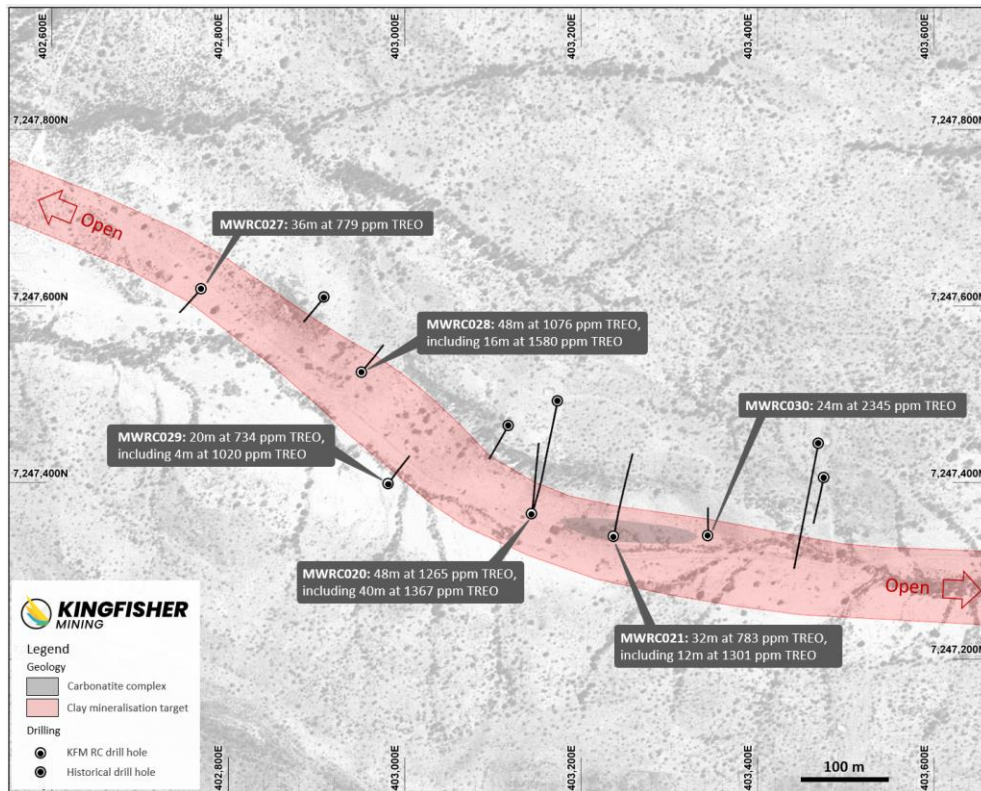 402,600E
402,800E
403,000E
403,200E
403,400E
403,600E
7,247,800N
7,247,800N
MWRC027: 36m at 779 ppm TREO
Open
7,247,600N
7,247,600N
MWRC028: 48m at 1076 ppm TREO,
including 16m at 1580 ppm TREO
MWRC030: 24m at 2345 ppm TREO
MWRC029: 20m at 734 ppm TREO,
including 4m at 1020 ppm TREO
7,247,400N
7,247,400N
MWRC020: 48m at 1265 ppm TREO,
including 40m at 1367 ppm TREO
Open
MWRC021: 32m at 783 ppm TREO,
including 12m at 1301 ppm TREO
7,247,200N
KINGFISHER
MINING
Legend
Geology
Carbonatite complex
Clay mineralisation target
Drilling
KFM RC drill hole
Historical drill hole
402,800E
403,000E
403,200E
403,400E
403,600E
100 m